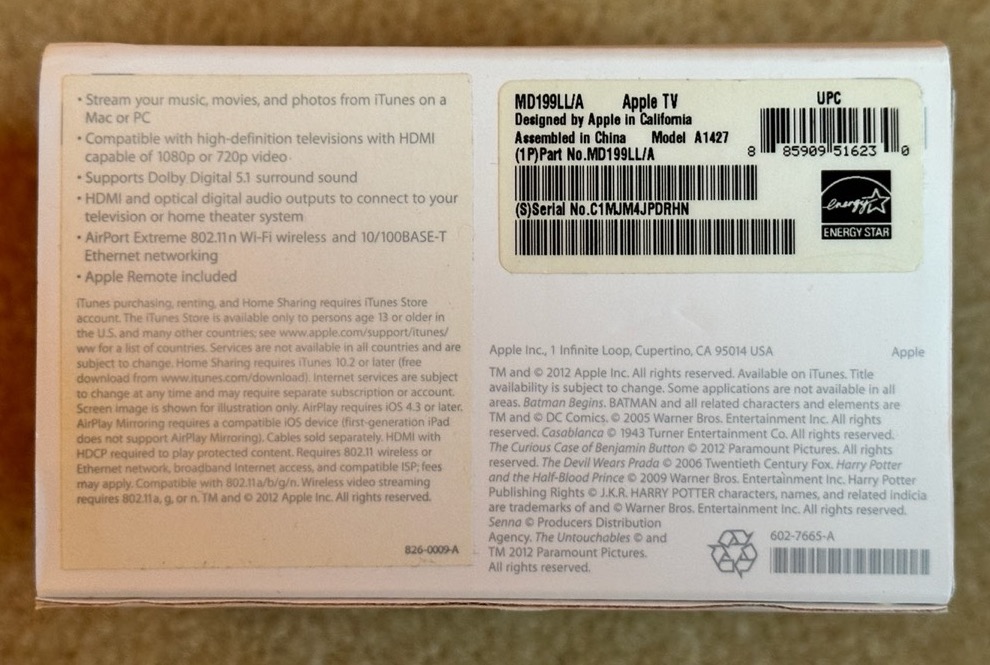 • Stream your music, movies, and photos from iTunes on a
Mac or PC
• Compatible with high-definition televisions with HDMI
capable of 1080p or 720p video
• Supports Dolby Digital 5.1 surround sound
• HDMI and optical digital audio outputs to connect to your
television or home theater system
• AirPort Extreme 802.11n Wi-Fi wireless and 10/100BASE-T
Ethernet networking
• Apple Remote included
iTunes purchasing, renting, and Home Sharing requires iTunes Store
account. The iTunes Store is available only to persons age 13 or older in
the U.S. and many other countries; see www.apple.com/support/itunes/
ww for a list of countries. Services are not available in all countries and are
subject to change. Home Sharing requires iTunes 10.2 or later (free
download from www.itunes.com/download). Internet services are subject
to change at any time and may require separate subscription or account.
Screen image is shown for illustration only. AirPlay requires iOS 4.3 or later.
AirPlay Mirroring requires a compatible iOS device (first-generation iPad
does not support AirPlay Mirroring). Cables sold separately. HDMI with
HDCP required to play protected content. Requires 802.11 wireless or
Ethernet network, broadband Internet access, and compatible ISP; fees
may apply. Compatible with 802.11a/b/g/n. Wireless video streaming
requires 802.11a, g, or n. TM and © 2012 Apple Inc. All rights reserved.
826-0009-A
MD199LL/A Apple TV
Designed by Apple in California
Assembled in China Model A1427
(1P)Part No.MD199LL/A
(S)Serial No.C1MJM4JPDRHN
UPC
8 85909 51623 0
energy
ENERGY STAR
Apple Inc., 1 Infinite Loop, Cupertino, CA 95014 USA Apple
TM and © 2012 Apple Inc. All rights reserved. Available on iTunes. Title
availability is subject to change. Some applications are not available in all
areas. Batman Begins. BATMAN and all related characters and elements are
TM and © DC Comics. © 2005 Warner Bros. Entertainment Inc. All rights
reserved. Casablanca © 1943 Turner Entertainment Co. All rights reserved.
The Curious Case of Benjamin Button © 2012 Paramount Pictures. All rights
reserved. The Devil Wears Prada © 2006 Twentieth Century Fox. Harry Potter
and the Half-Blood Prince © 2009 Warner Bros. Entertainment Inc. Harry Potter
Publishing Rights © J.K.R. HARRY POTTER characters, names, and related indicia
are trademarks of and © Warner Bros. Entertainment Inc. All rights reserved.
Senna © Producers Distribution
Agency. The Untouchables © and
TM 2012 Paramount Pictures.
All rights reserved.
602-7665-A